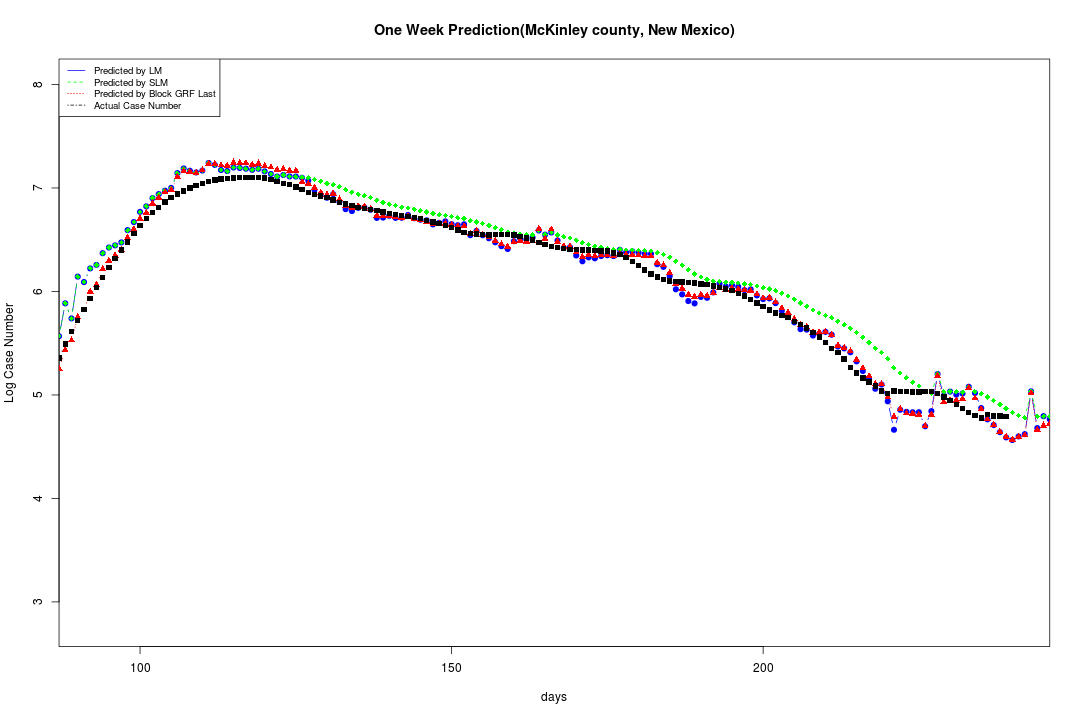 One Week Prediction(McKinley county, New Mexico)
Predicted by LM
Predicted by SLM
Predicted by Block GRF Last
Actual Case Number
8
7
6
5
4
3
Log Case Number
100 150 200
days